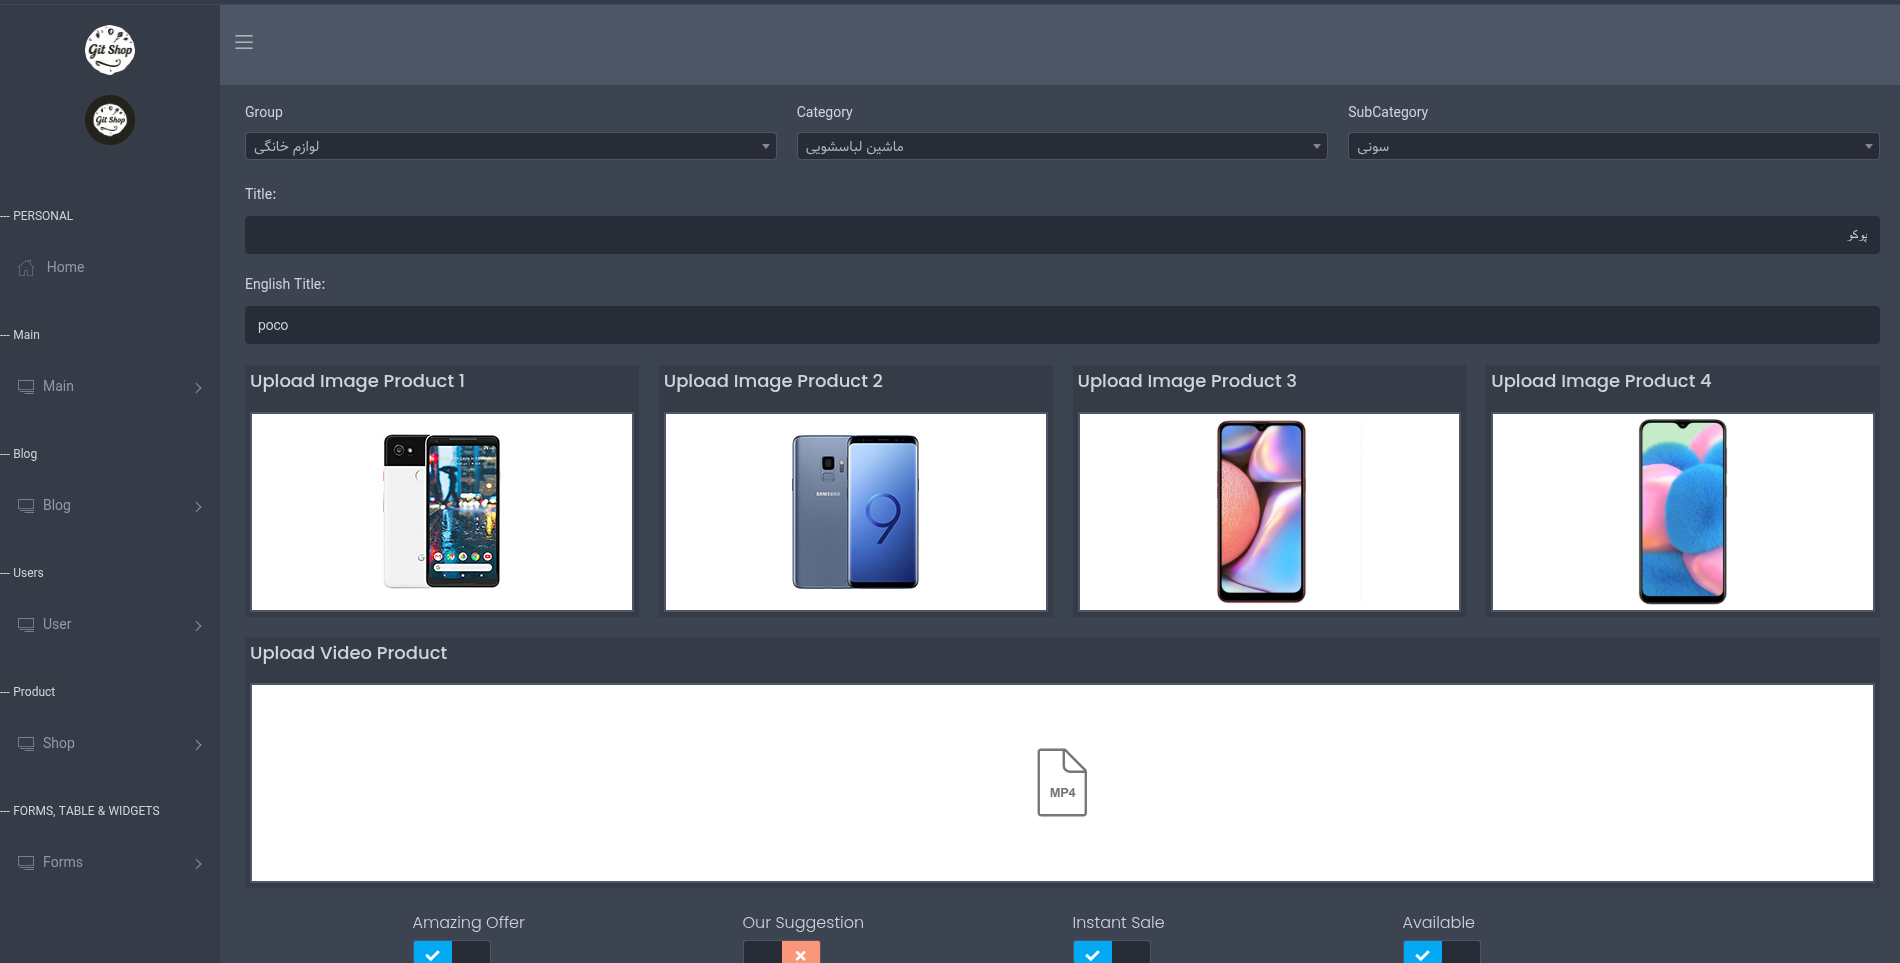 Git Shop
Git Shop
--- PERSONAL
Home
--- Main
Main
--- Blog
Blog
--- Users
User
--- Product
Shop
--- FORMS, TABLE & WIDGETS
Forms
Group
Category
SubCategory
لوازم خانگی
ماشین لباسشویی
سونی
Title:
پوکو
English Title:
poco
Upload Image Product 1
Upload Image Product 2
Upload Image Product 3
Upload Image Product 4
G
SAMSUNG
9
Upload Video Product
MP4
Amazing Offer
Our Suggestion
Instant Sale
Available